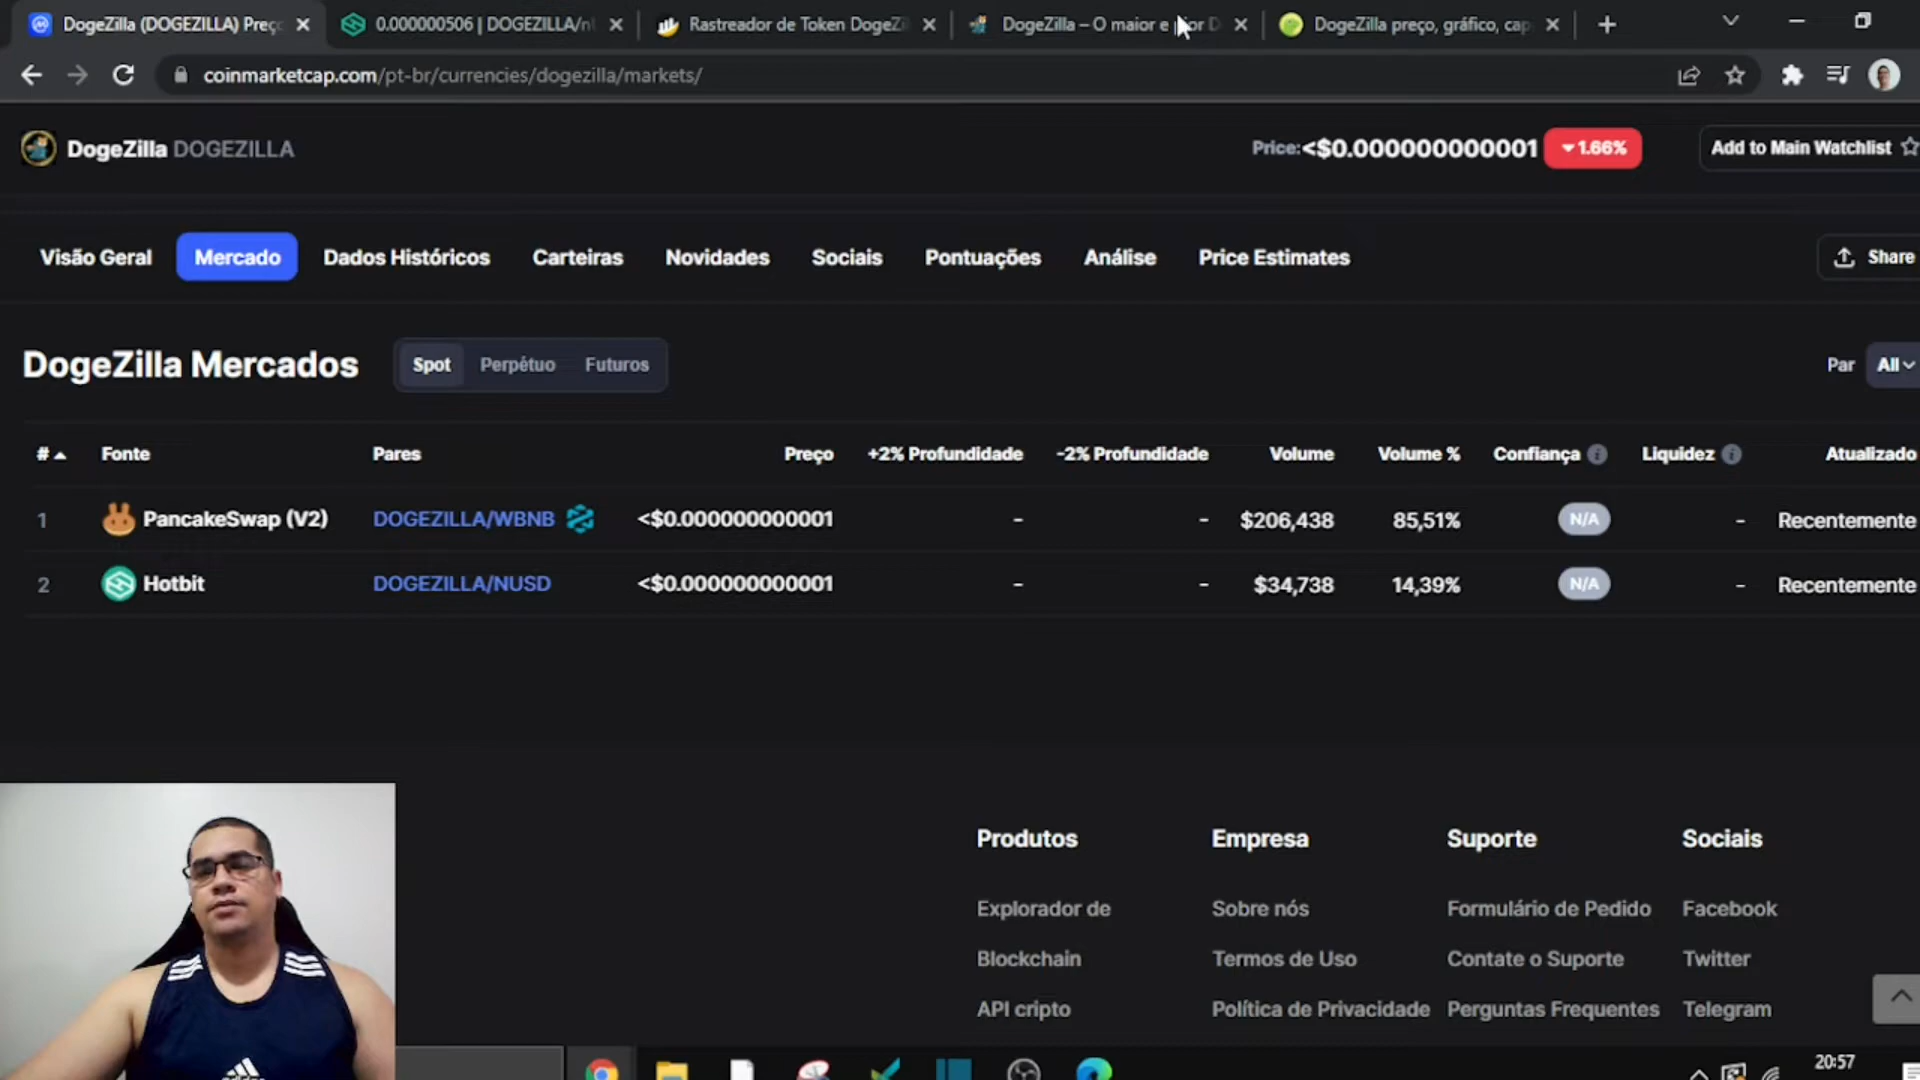 DogeZilla (DOGEZILLA) Preç
0.000000506 | DOGEZILLA/n
Rastreador de Token DogeZi
DogeZilla – O maior e
DogeZilla preço, gráfico, cap
coinmarketcap.com/pt-br/currencies/dogezilla/markets/
DogeZilla DOGEZILLA
Price:<$0.000000000001
1.66%
Add to Main Watchlist
Visão Geral
Mercado
Dados Históricos
Carteiras
Novidades
Sociais
Pontuações
Análise
Price Estimates
Share
DogeZilla Mercados
Spot
Perpétuo
Futuros
Par
All
# Fonte Pares Preço +2% Profundidade -2% Profundidade Volume Volume % Confiança Liquidez Atualizado
1 PancakeSwap (V2) DOGEZILLA/WBNB <$0.000000000001 - - $206,438 85,51% N/A - Recentemente
2 Hotbit DOGEZILLA/NUSD <$0.000000000001 - - $34,738 14,39% N/A - Recentemente
Produtos
Empresa
Suporte
Sociais
Explorador de
Sobre nós
Formulário de Pedido
Facebook
Blockchain
Termos de Uso
Contate o Suporte
Twitter
API cripto
Política de Privacidade
Perguntas Frequentes
Telegram
adidas
20:57